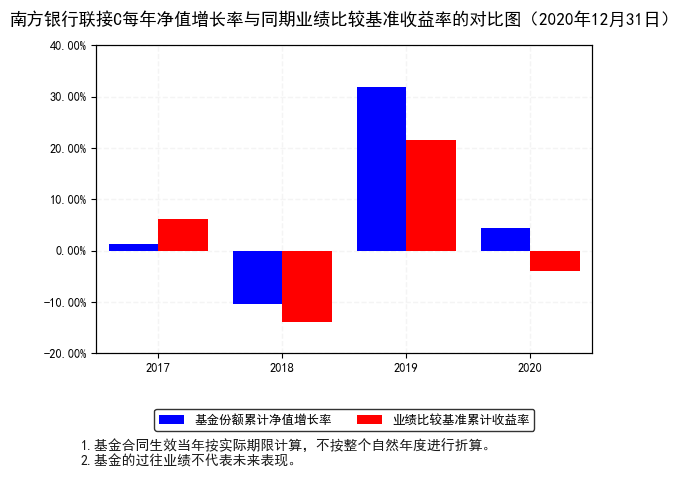 南方银行联接C每年净值增长率与同期业绩比较基准收益率的对比图（2020年12月31日）
40.00%
30.00%
20.00%
10.00%
0.00%
-10.00%
-20.00%
2017 2018 2019 2020
基金份额累计净值增长率 业绩比较基准累计收益率
1.基金合同生效当年按实际期限计算，不按整个自然年度进行折算。
2.基金的过往业绩不代表未来表现。